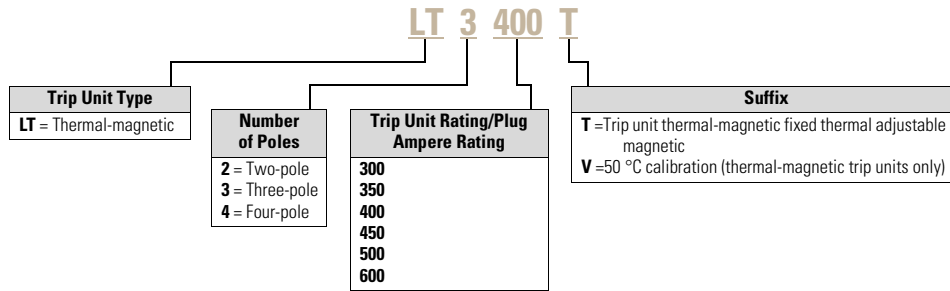 LT 3 400 T
Trip Unit Type
LT = Thermal-magnetic
Number
of Poles
2 = Two-pole
3 = Three-pole
4 = Four-pole
Trip Unit Rating/Plug
Ampere Rating
300
350
400
450
500
600
Suffix
T =Trip unit thermal-magnetic fixed thermal adjustable
magnetic
V =50 °C calibration (thermal-magnetic trip units only)